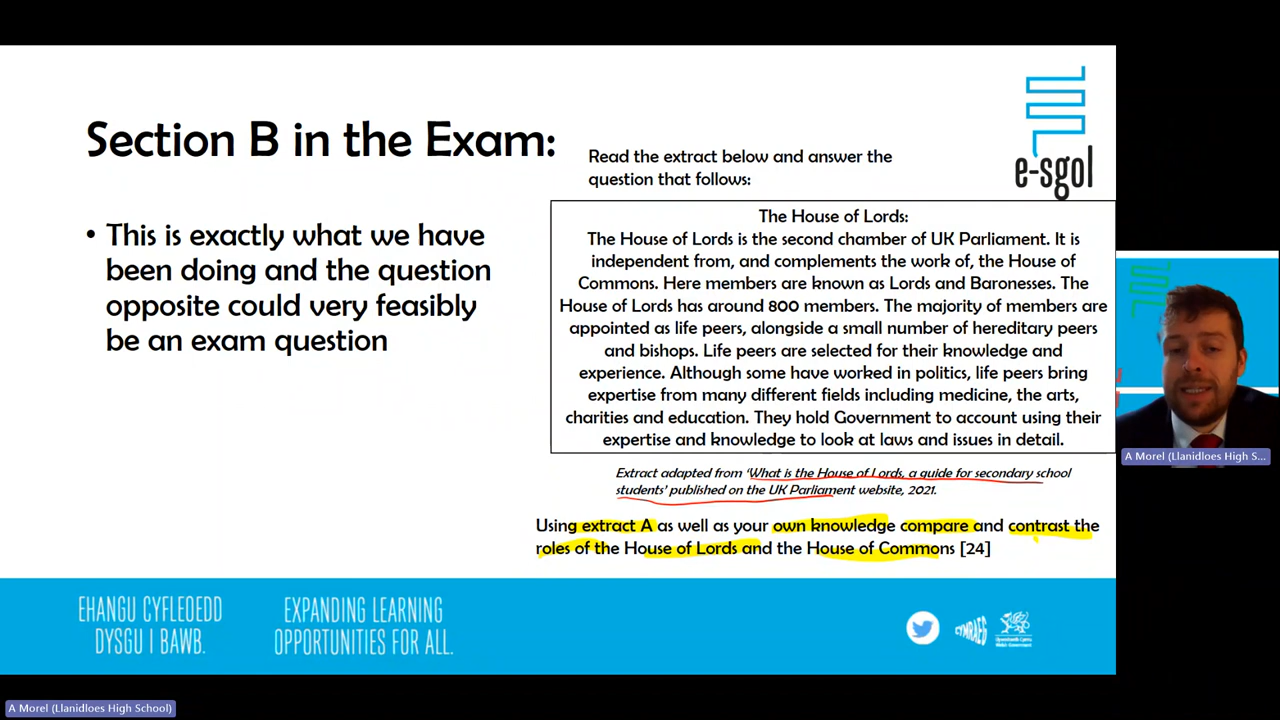 Section B in the Exam:
• This is exactly what we have
been doing and the question
opposite could very feasibly
be an exam question
Read the extract below and answer the
question that follows:
e-sgol
The House of Lords:
The House of Lords is the second chamber of UK Parliament. It is
independent from, and complements the work of, the House of
Commons. Here members are known as Lords and Baronesses. The
House of Lords has around 800 members. The majority of members are
appointed as life peers, alongside a small number of hereditary peers
and bishops. Life peers are selected for their knowledge and
experience. Although some have worked in politics, life peers bring
expertise from many different fields including medicine, the arts,
charities and education. They hold Government to account using their
expertise and knowledge to look at laws and issues in detail.
Extract adapted from ‘What is the House of Lords, a guide for secondary school
students’ published on the UK Parliament website, 2021.
Using extract A as well as your own knowledge compare and contrast the
roles of the House of Lords and the House of Commons [24]
A Morel (Llanidloes High S...
EHANGU CYFLEOEDD
DYSGU I BAWB.
EXPANDING LEARNING
OPPORTUNITIES FOR ALL.
CYMRAEG
A Morel (Llanidloes High School)